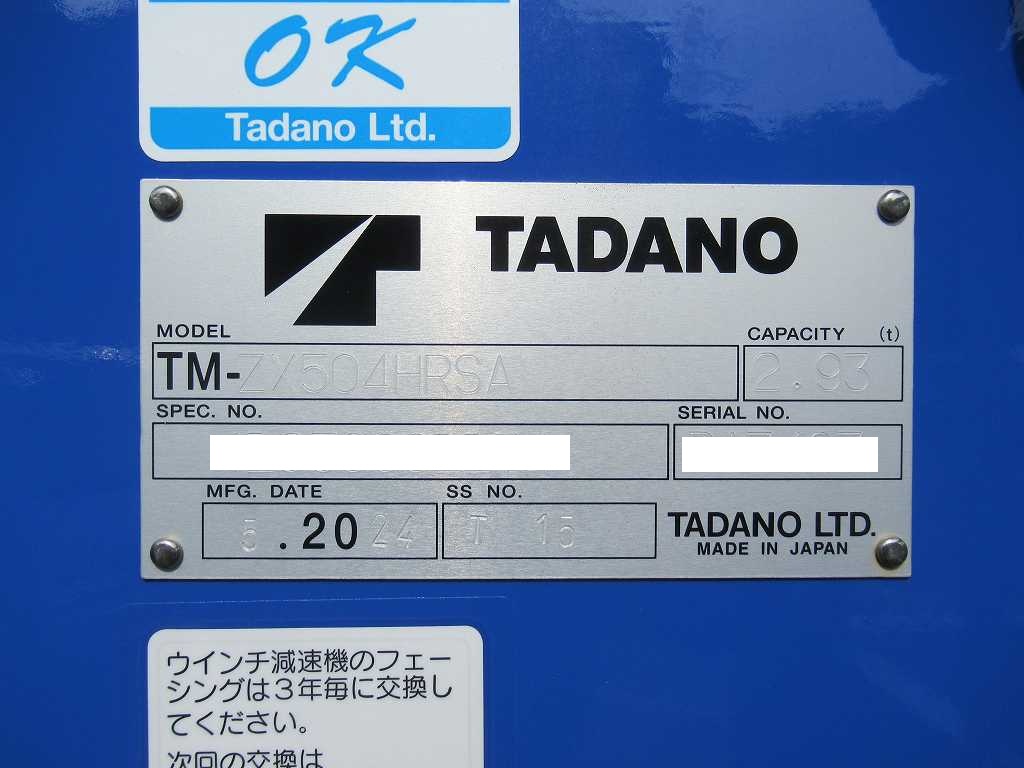 OK
Tadano Ltd.
TADANO
MODEL
CAPACITY (t)
TM-ZX504HRSA
2.93
SPEC. NO.
SERIAL NO.
MFG. DATE
SS NO.
5.2024
T 15
TADANO LTD.
MADE IN JAPAN
ウインチ減速機のフェー
シングは3年毎に交換し
てください。
次回の交換は